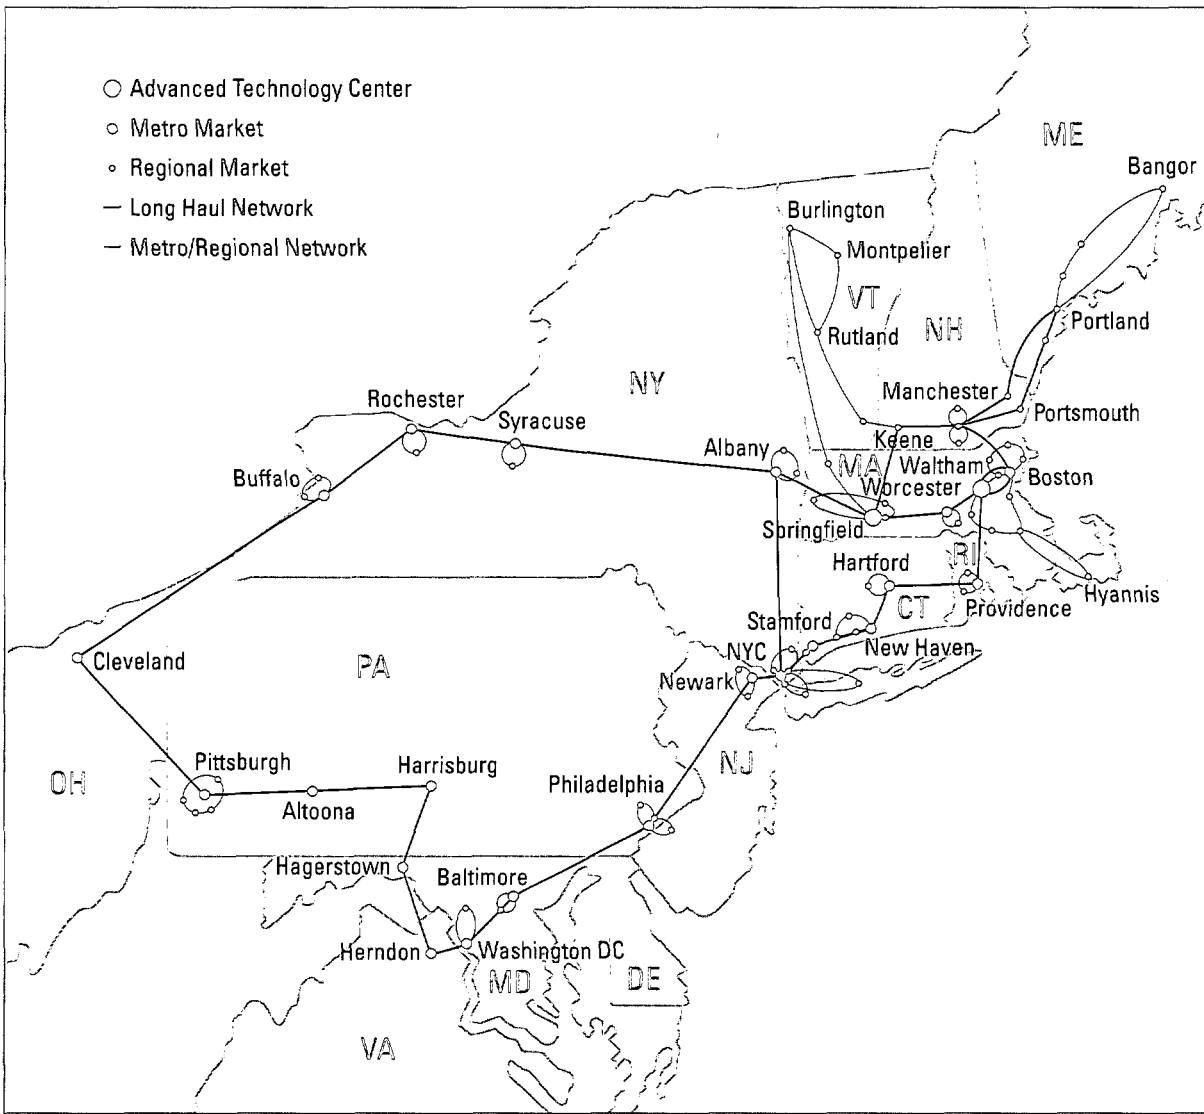 Advanced Technology Center
Metro Market
Regional Market
Long Haul Network
Metro/Regional Network
ME
Bangor
Burlington
Montpelier
VT
NH
Rutland
Portland
NY
Manchester
Rochester
Syracuse
Portsmouth
Keene
Albany
MA
Waltham
Buffalo
Worcester
Boston
Springfield
Hartford
RI
Hyannis
CT
Providence
Stamford
New Haven
NYC
Cleveland
PA
Newark
Pittsburgh
Harrisburg
NJ
OH
Philadelphia
Altoona
Hagerstown
Baltimore
Herndon
Washington DC
MD
DE
VA